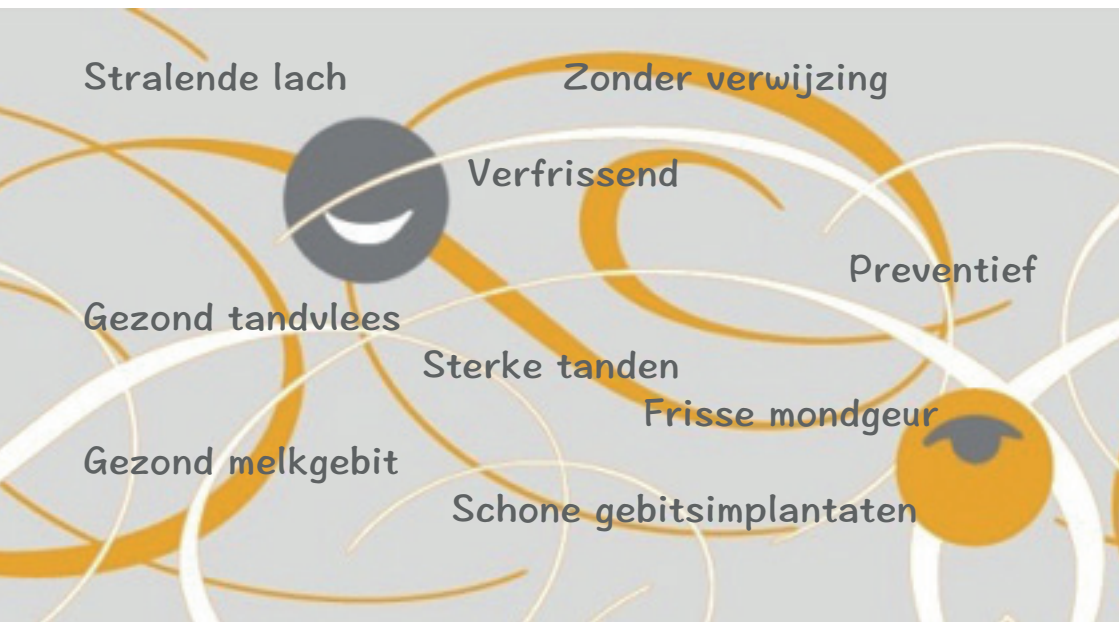 Stralende lach
Zonder verwijzing
Verfrissend
Preventief
Gezond tandvlees
Sterke tanden
Frisse mondgeur
Gezond melkgebit
Schone gebitsimplantaten